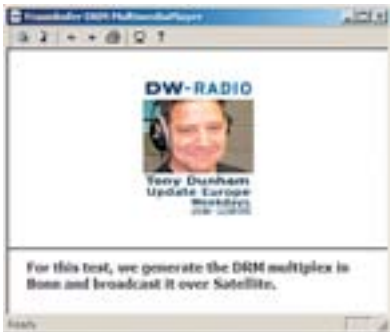 Fraunhofer DRM MultimediaPlayer
DW-RADIO
Tony Dunham
Update Europe
Weekdays
For this test, we generate the DRM multiplex in
Bonn and broadcast it over Satellite.
Ready